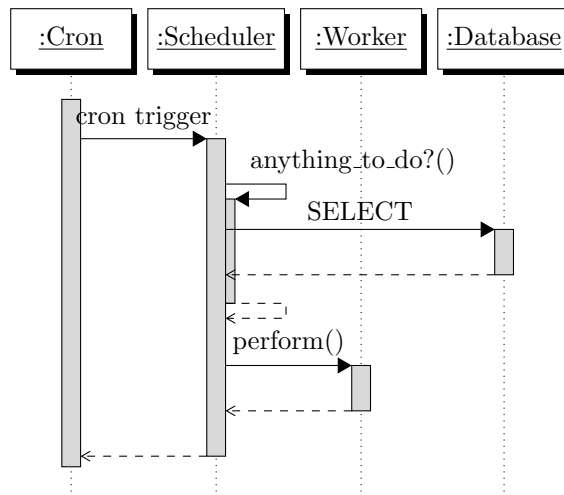 :Cron
:Scheduler
:Worker
:Database
cron trigger
anything_to_do?()
SELECT
perform()